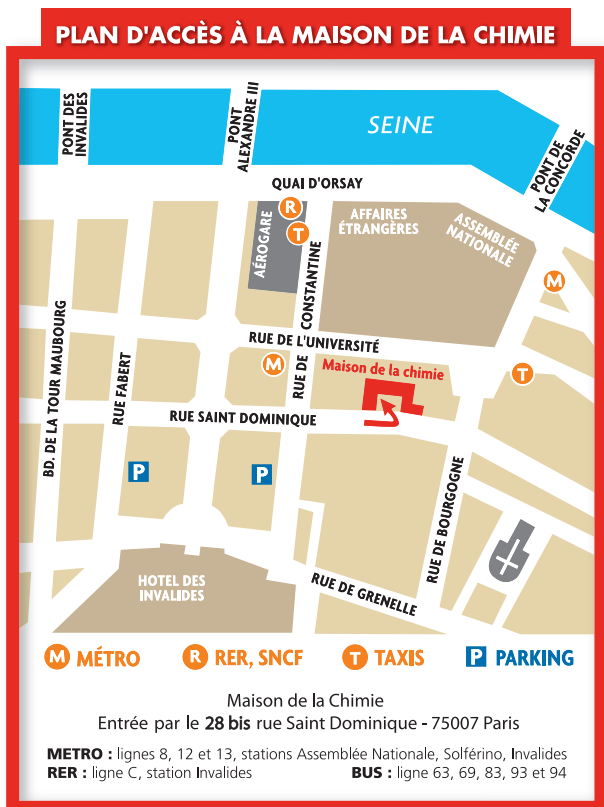 PLAN D'ACCÈS À LA MAISON DE LA CHIMIE
PONT DES
INVALIDES
PONT
ALEXANDRE III
SEINE
PONT DE
LA CONCORDE
QUAI D'ORSAY
R
T
AÉROGARE
AFFAIRES
ÉTRANGÈRES
ASSEMBLÉE
NATIONALE
M
RUE DE CONSTANTINE
BD. DE LA TOUR MAUBOURG
RUE FABERT
RUE DE L'UNIVERSITÉ
M
Maison de la chimie
T
RUE SAINT DOMINIQUE
P
P
RUE DE BOURGOGNE
HOTEL DES
INVALIDES
RUE DE GRENELLE
M MÉTRO R RER, SNCF T TAXIS P PARKING
Maison de la Chimie
Entrée par le 28 bis rue Saint Dominique - 75007 Paris
METRO : lignes 8, 12 et 13, stations Assemblée Nationale, Solférino, Invalides
RER : ligne C, station Invalides BUS : ligne 63, 69, 83, 93 et 94